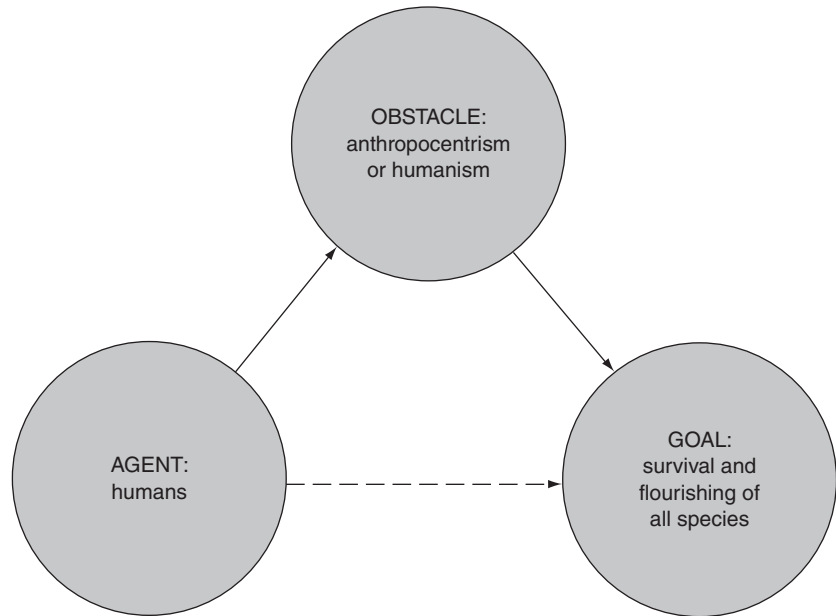 OBSTACLE:
anthropocentrism
or humanism
AGENT:
humans
GOAL:
survival and
flourishing of
all species